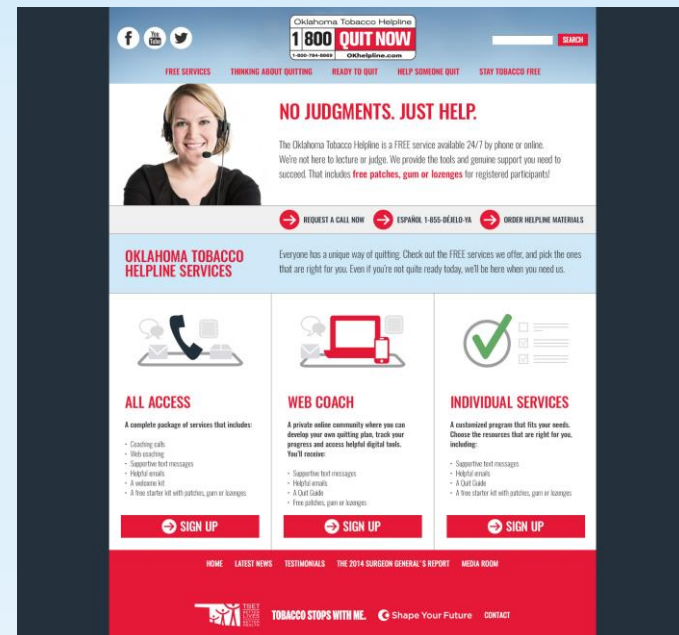 f
You
Tube
Oklahoma Tobacco Helpline
1 800 QUIT NOW
1-800-784-8669 OKhelpline.com
SEARCH
FREE SERVICES THINKING ABOUT QUITTING READY TO QUIT HELP SOMEONE QUIT STAY TOBACCO FREE
NO JUDGMENTS. JUST HELP.
The Oklahoma Tobacco Helpline is a FREE service available 24/7 by phone or online.
We're not here to lecture or judge. We provide the tools and genuine support you need to
succeed. That includes free patches, gum or lozenges for registered participants!
REQUEST A CALL NOW ESPAÑOL 1-855-DÉJELO-YA ORDER HELPLINE MATERIALS
OKLAHOMA TOBACCO
HELPLINE SERVICES
Everyone has a unique way of quitting. Check out the FREE services we offer, and pick the ones
that are right for you. Even if you're not quite ready today, we'll be here when you need us.
ALL ACCESS
A complete package of services that includes:
- Coaching calls
- Web coaching
- Supportive text messages
- Helpful emails
- A welcome kit
- A free starter kit with patches, gum or lozenges
SIGN UP
WEB COACH
A private online community where you can
develop your own quitting plan, track your
progress and access helpful digital tools.
You'll receive:
- Supportive text messages
- Helpful emails
- A Quit Guide
- Free patches, gum or lozenges
SIGN UP
INDIVIDUAL SERVICES
A customized program that fits your needs.
Choose the resources that are right for you,
including:
- Supportive text messages
- Helpful emails
- A Quit Guide
- A free starter kit with patches, gum or lozenges
SIGN UP
HOME LATEST NEWS TESTIMONIALS THE 2014 SURGEON GENERAL'S REPORT MEDIA ROOM
TSET
BETTER
LIVES
THROUGH
BETTER
HEALTH
TOBACCO STOPS WITH ME. Shape Your Future CONTACT